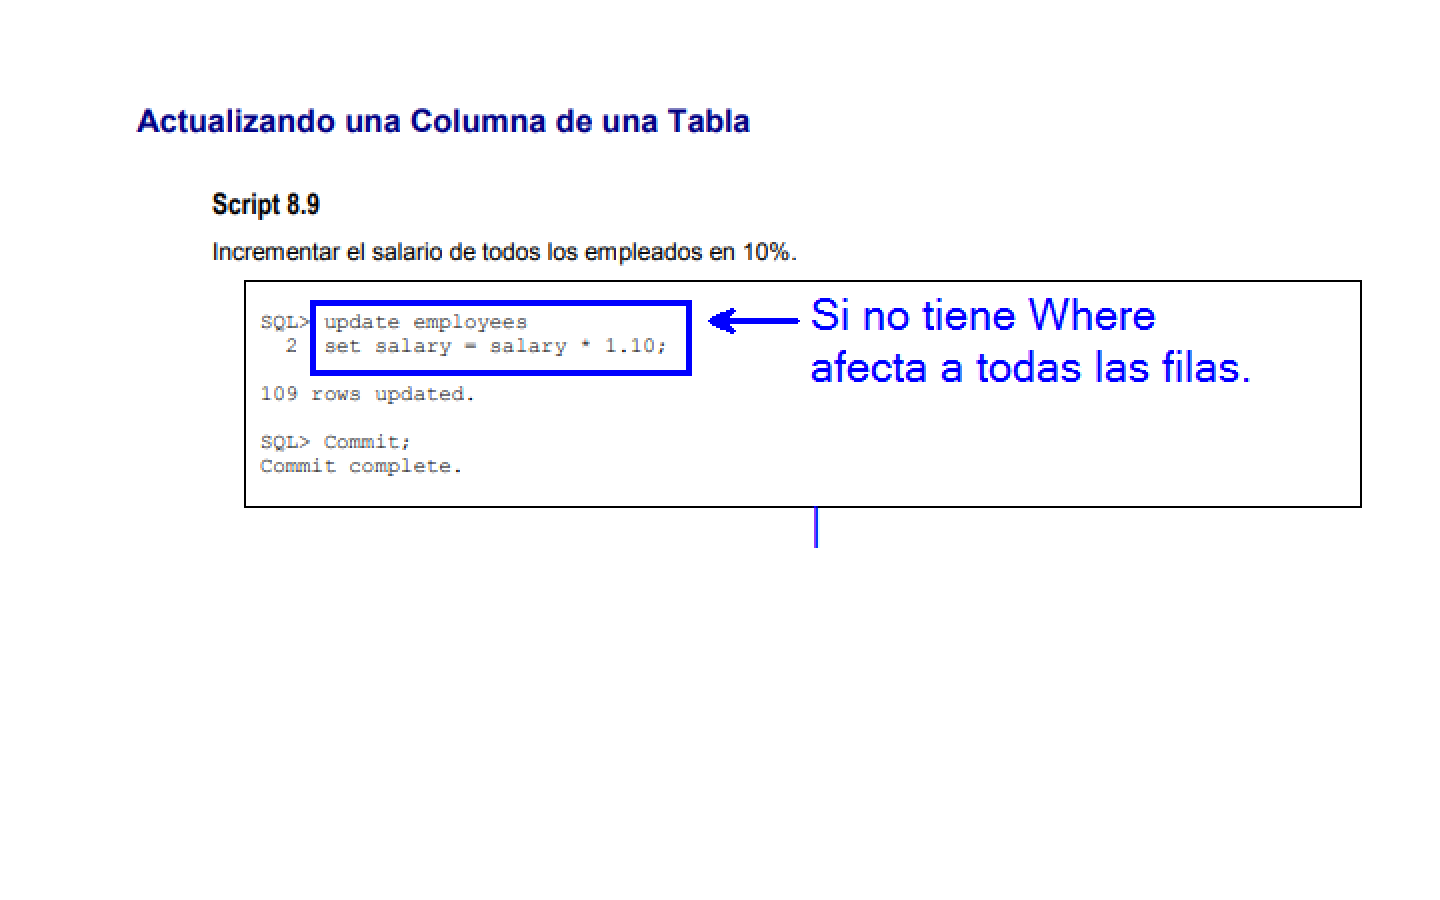 Actualizando una Columna de una Tabla
Script 8.9
Incrementar el salario de todos los empleados en 10%.
SQL> update employees
2 set salary = salary * 1.10;
109 rows updated.
SQL> Commit;
Commit complete.
Si no tiene Where
afecta a todas las filas.